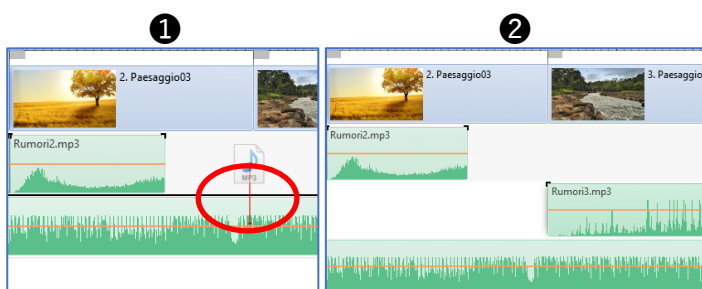 ❶
❷
2. Paesaggio03
Rumori2.mp3
MP3
2. Paesaggio03
3. Paesaggio
Rumori2.mp3
Rumori3.mp3